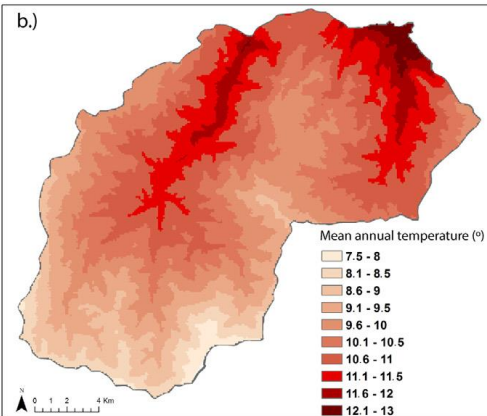 b.)
Mean annual temperature (º)
7.5 - 8
8.1 - 8.5
8.6 - 9
9.1 - 9.5
9.6 - 10
10.1 - 10.5
10.6 - 11
11.1 - 11.5
11.6 - 12
12.1 - 13
N
0 1 2 4 Km